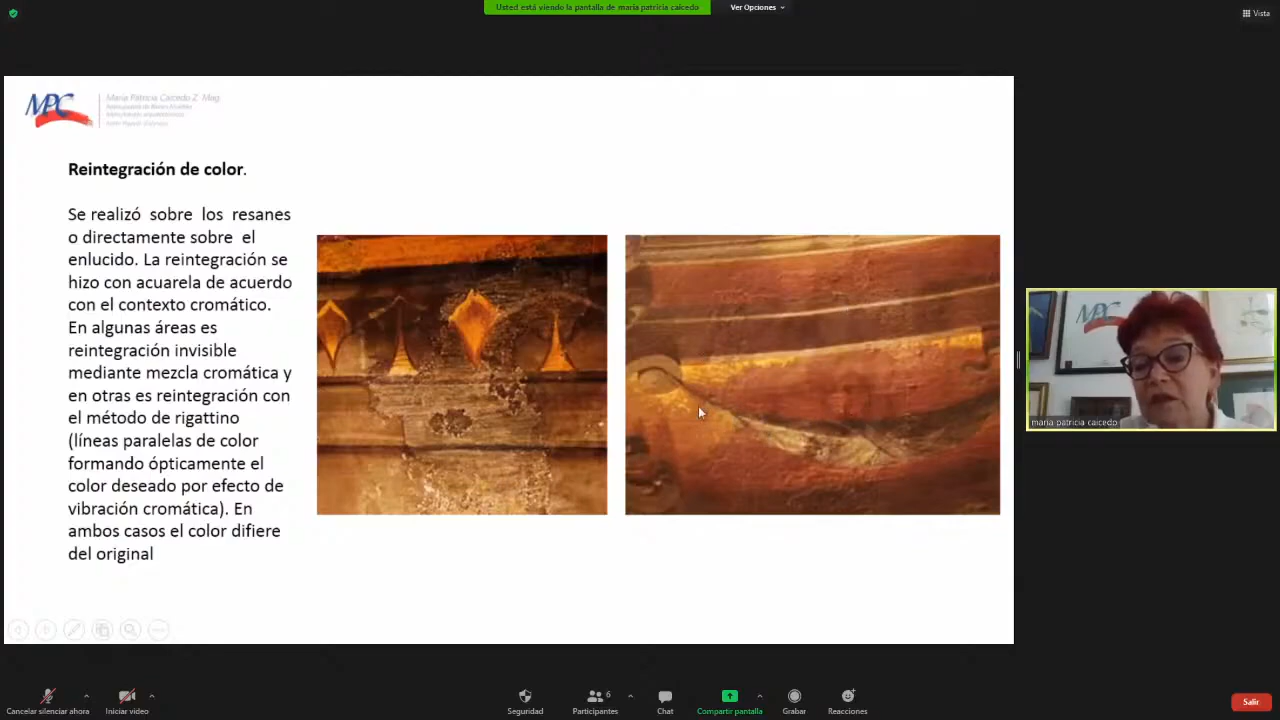 Usted está viendo la pantalla de maria patricia caicedo
Ver Opciones
Vista
MPC
María Patricia Caicedo Z. Mag.
Reintegración de color.
Se realizó sobre los resanes
o directamente sobre el
enlucido. La reintegración se
hizo con acuarela de acuerdo
con el contexto cromático.
En algunas áreas es
reintegración invisible
mediante mezcla cromática y
en otras es reintegración con
el método de rigattino
(líneas paralelas de color
formando ópticamente el
color deseado por efecto de
vibración cromática). En
ambos casos el color difiere
del original
MPC
maria patricia caicedo
Cancelar silenciar ahora
Iniciar video
Seguridad
6
Participantes
Chat
Compartir pantalla
Grabar
Reacciones
Salir